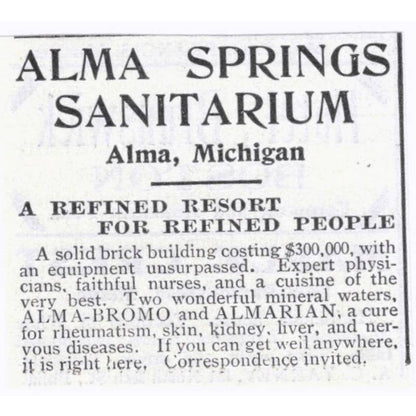 ALMA SPRINGS
SANITARIUM
Alma, Michigan
A REFINED RESORT
FOR REFINED PEOPLE
A solid brick building costing $300,000, with
an equipment unsurpassed. Expert physi-
cians, faithful nurses, and a cuisine of the
very best. Two wonderful mineral waters,
ALMA-BROMO and ALMARIAN, a cure
for rheumatism, skin, kidney, liver, and ner-
vous diseases. If you can get well anywhere,
it is right here. Correspondence invited.